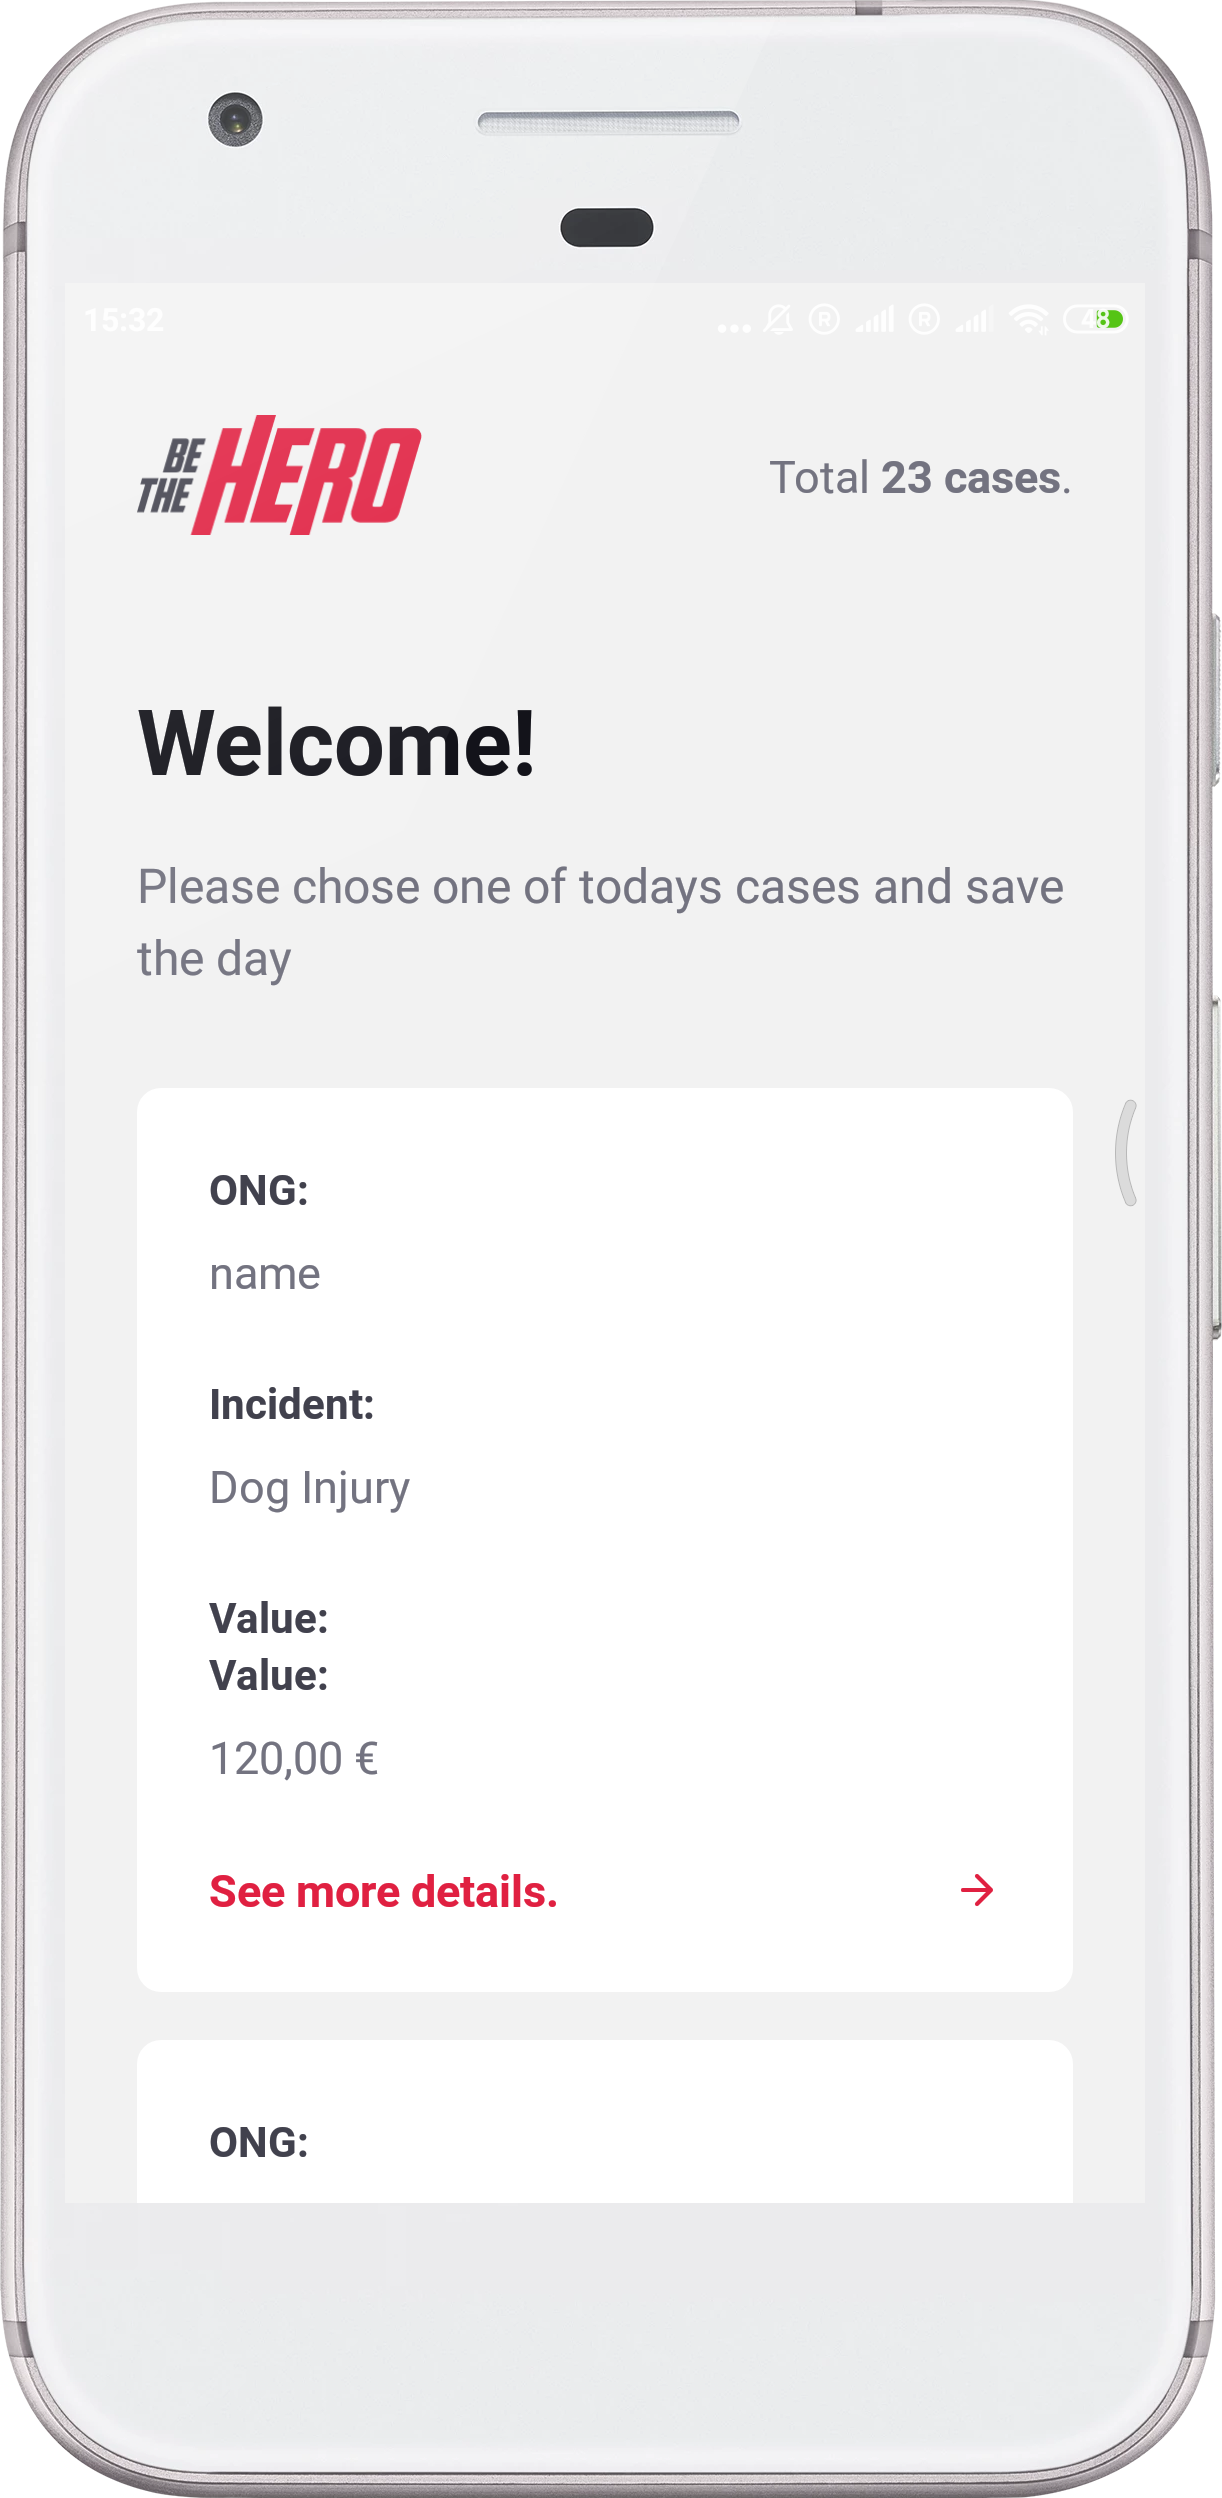 15:32
48
BE THE HERO
Total 23 cases.
Welcome!
Please chose one of todays cases and save
the day
ONG:
name
Incident:
Dog Injury
Value:
Value:
120,00 €
See more details.
ONG: